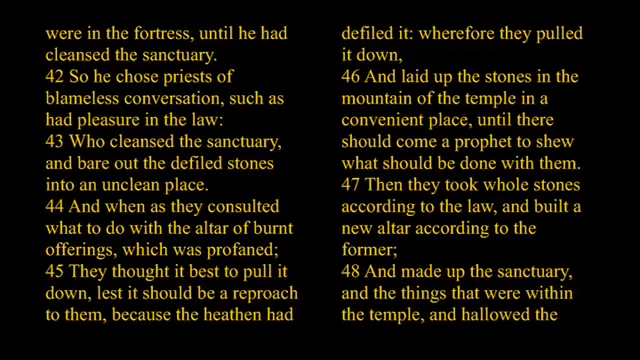 were in the fortress, until he had
cleansed the sanctuary.
42 So he chose priests of
blameless conversation, such as
had pleasure in the law:
43 Who cleansed the sanctuary,
and bare out the defiled stones
into an unclean place.
44 And when as they consulted
what to do with the altar of burnt
offerings, which was profaned;
45 They thought it best to pull it
down, lest it should be a reproach
to them, because the heathen had
defiled it: wherefore they pulled
it down,
46 And laid up the stones in the
mountain of the temple in a
convenient place, until there
should come a prophet to shew
what should be done with them.
47 Then they took whole stones
according to the law, and built a
new altar according to the
former;
48 And made up the sanctuary,
and the things that were within
the temple, and hallowed the